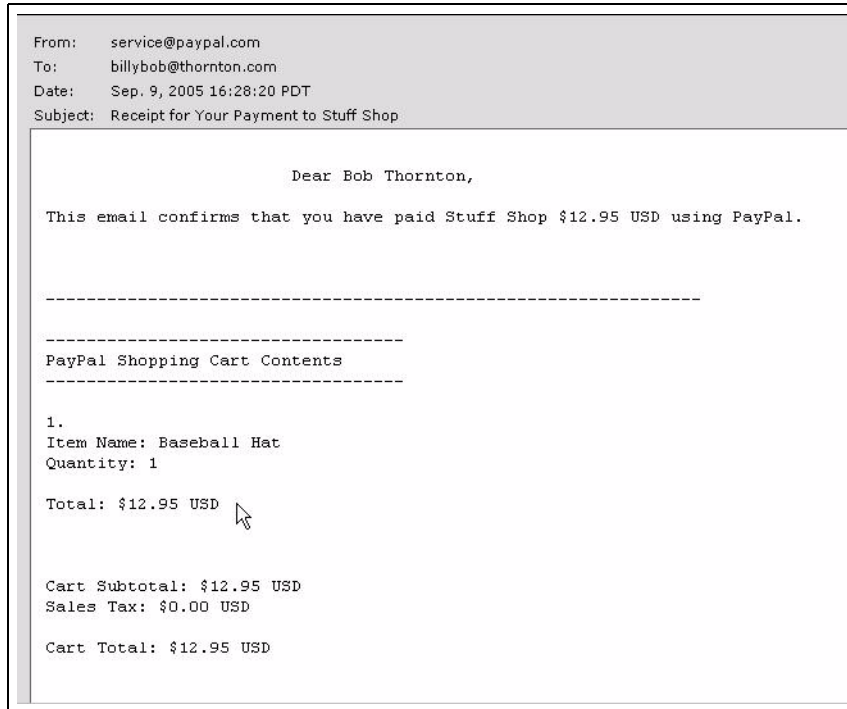 From: service@paypal.com
To: billybob@thornton.com
Date: Sep. 9, 2005 16:28:20 PDT
Subject: Receipt for Your Payment to Stuff Shop
Dear Bob Thornton,
This email confirms that you have paid Stuff Shop $12.95 USD using PayPal.
----------------------------------------------------------------
-----------------------------------
PayPal Shopping Cart Contents
-----------------------------------
1.
Item Name: Baseball Hat
Quantity: 1
Total: $12.95 USD
Cart Subtotal: $12.95 USD
Sales Tax: $0.00 USD
Cart Total: $12.95 USD